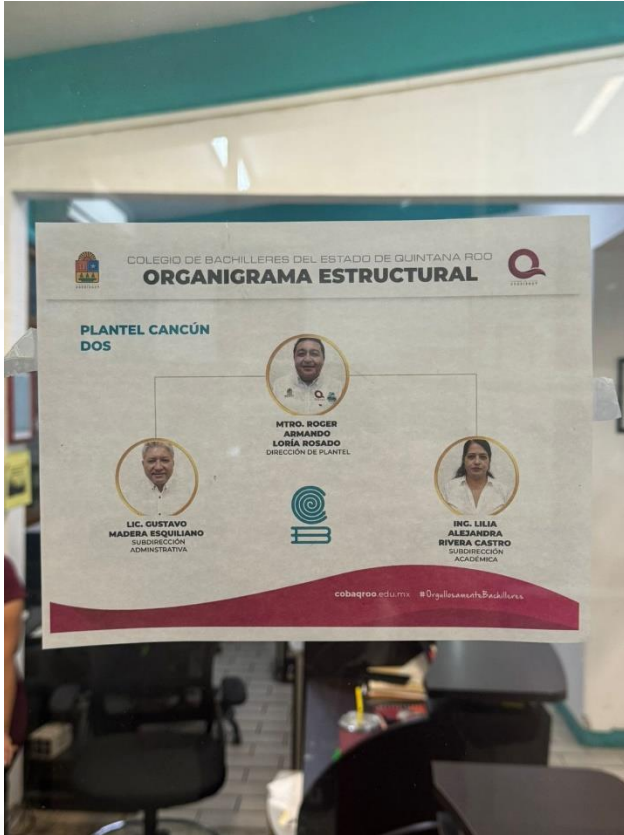 COLEGIO DE BACHILLERES DEL ESTADO DE QUINTANA ROO
ORGANIGRAMA ESTRUCTURAL
PLANTEL CANCÚN
DOS
MTRO. ROGER
ARMANDO
LORÍA ROSADO
DIRECCIÓN DE PLANTEL
LIC. GUSTAVO
MADERA ESQUILIANO
SUBDIRECCIÓN
ADMINSTRATIVA
ING. LILIA
ALEJANDRA
RIVERA CASTRO
SUBDIRECCIÓN
ACADÉMICA
cobaqroo.edu.mx #OrgullosamenteBachilleres